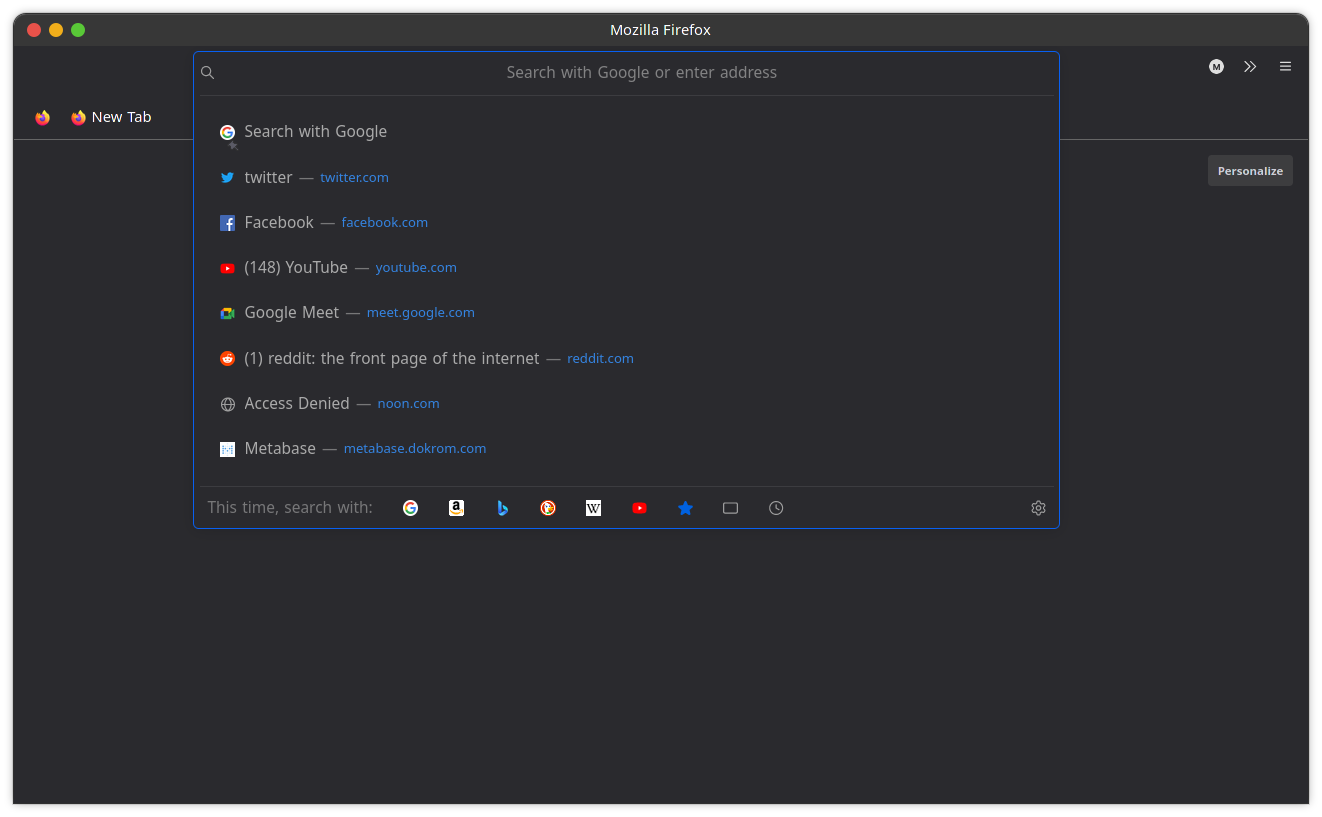 Mozilla Firefox
Search with Google or enter address
M
New Tab
Personalize
Search with Google
twitter — twitter.com
Facebook — facebook.com
(148) YouTube — youtube.com
Google Meet — meet.google.com
(1) reddit: the front page of the internet — reddit.com
Access Denied — noon.com
Metabase — metabase.dokrom.com
This time, search with: